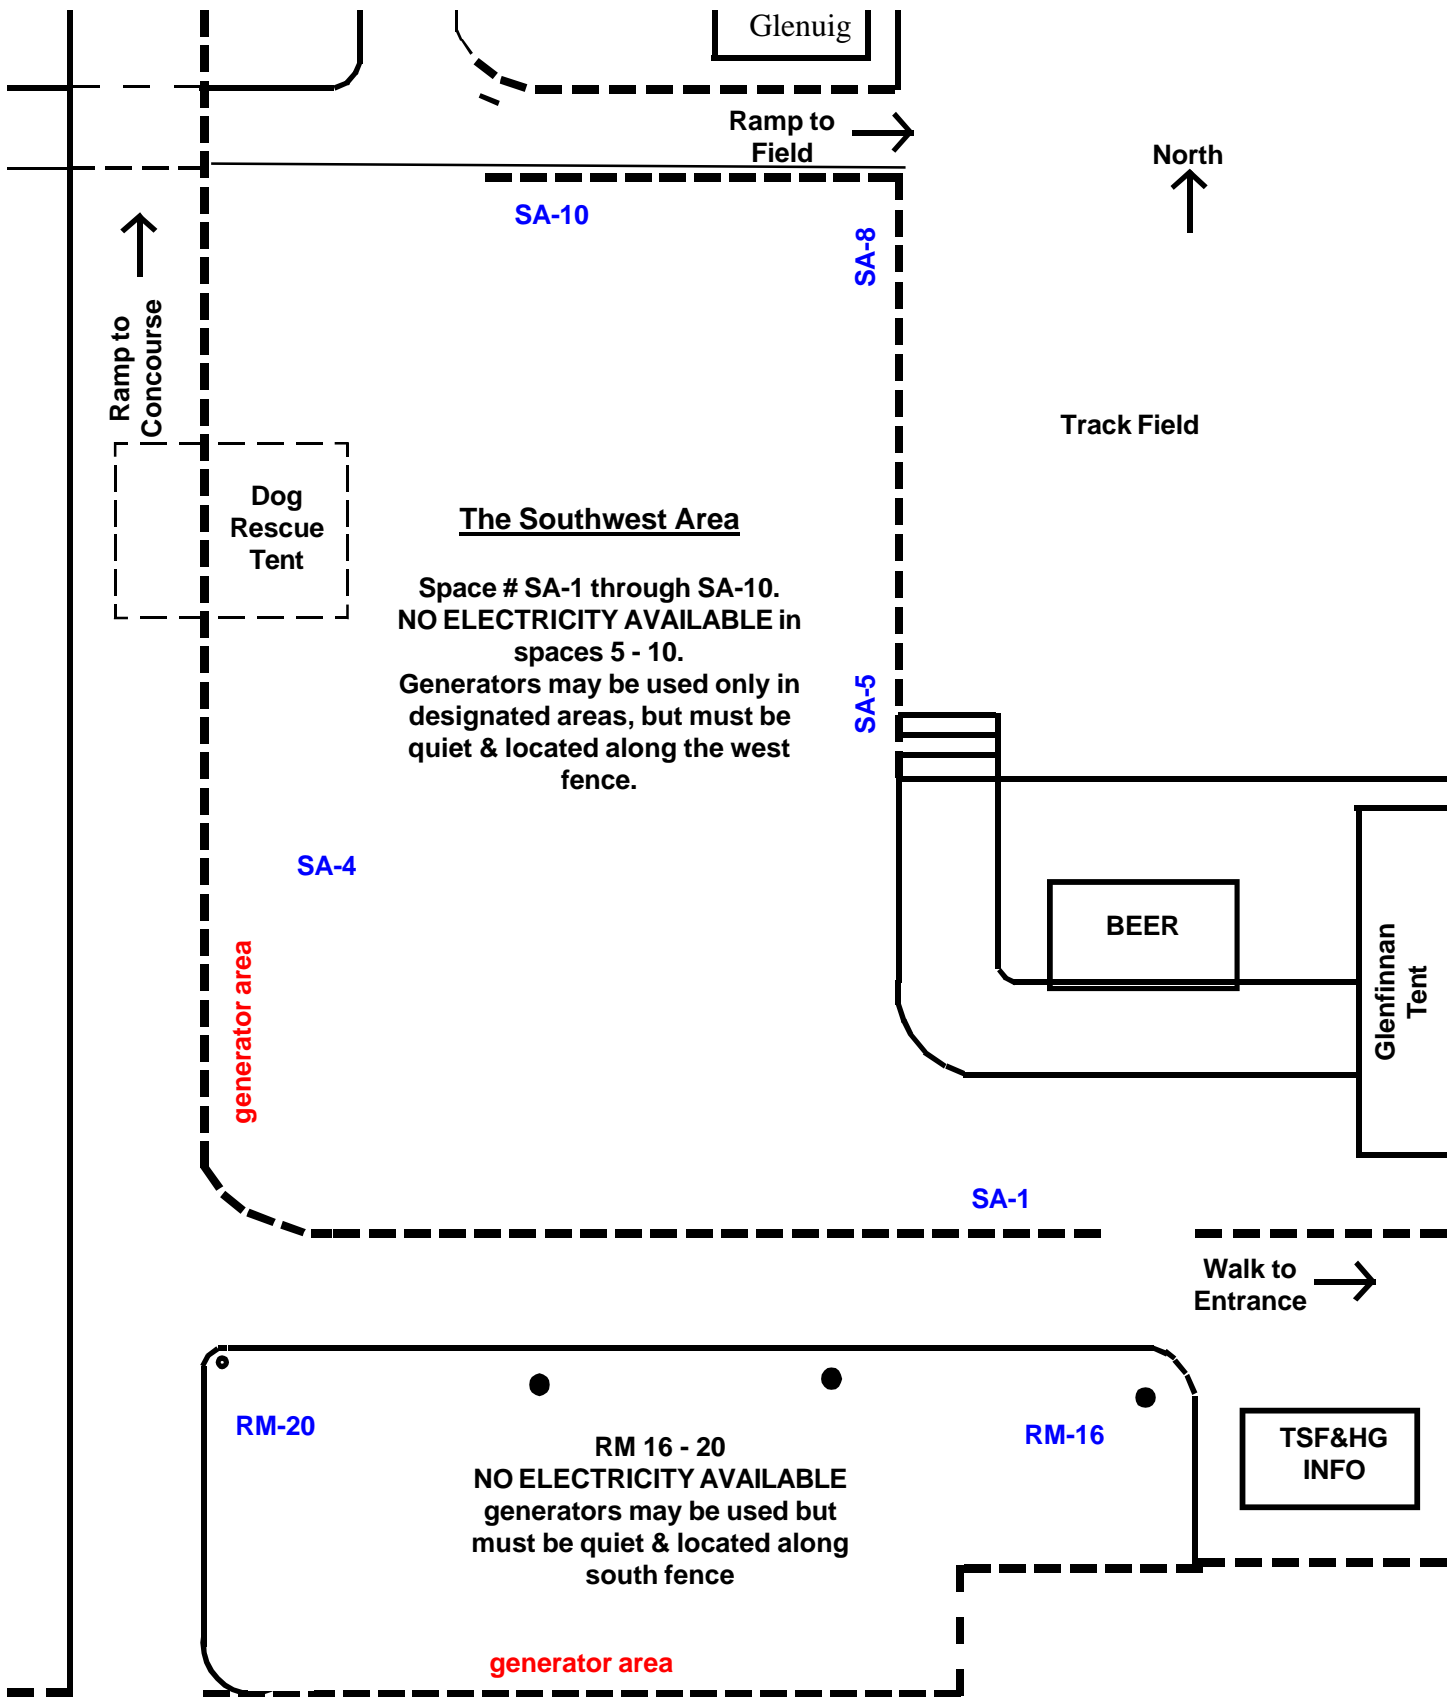 Glenuig
Ramp to
Field
North
SA-10
SA-8
Ramp to
Concourse
Track Field
Dog
Rescue
Tent
The Southwest Area
Space # SA-1 through SA-10.
NO ELECTRICITY AVAILABLE in
spaces 5 - 10.
Generators may be used only in
designated areas, but must be
quiet & located along the west
fence.
SA-5
SA-4
BEER
Glenfinnan
Tent
generator area
SA-1
Walk to
Entrance
RM-20
RM-16
RM 16 - 20
NO ELECTRICITY AVAILABLE
generators may be used but
must be quiet & located along
south fence
TSF&HG
INFO
generator area